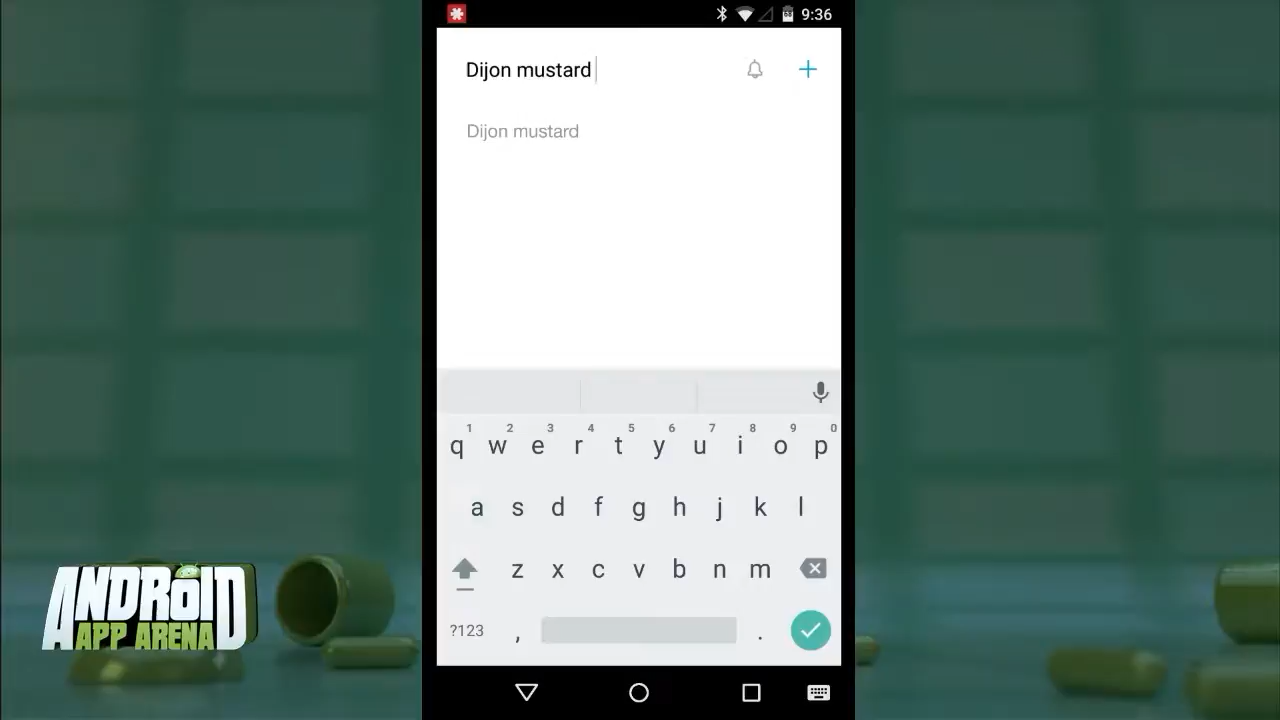 9:36
Dijon mustard
Dijon mustard
1 2 3 4 5 6 7 8 9 0
q w e r t y u i o p
a s d f g h j k l
z x c v b n m
?123 , .
ANDROID
APP ARENA